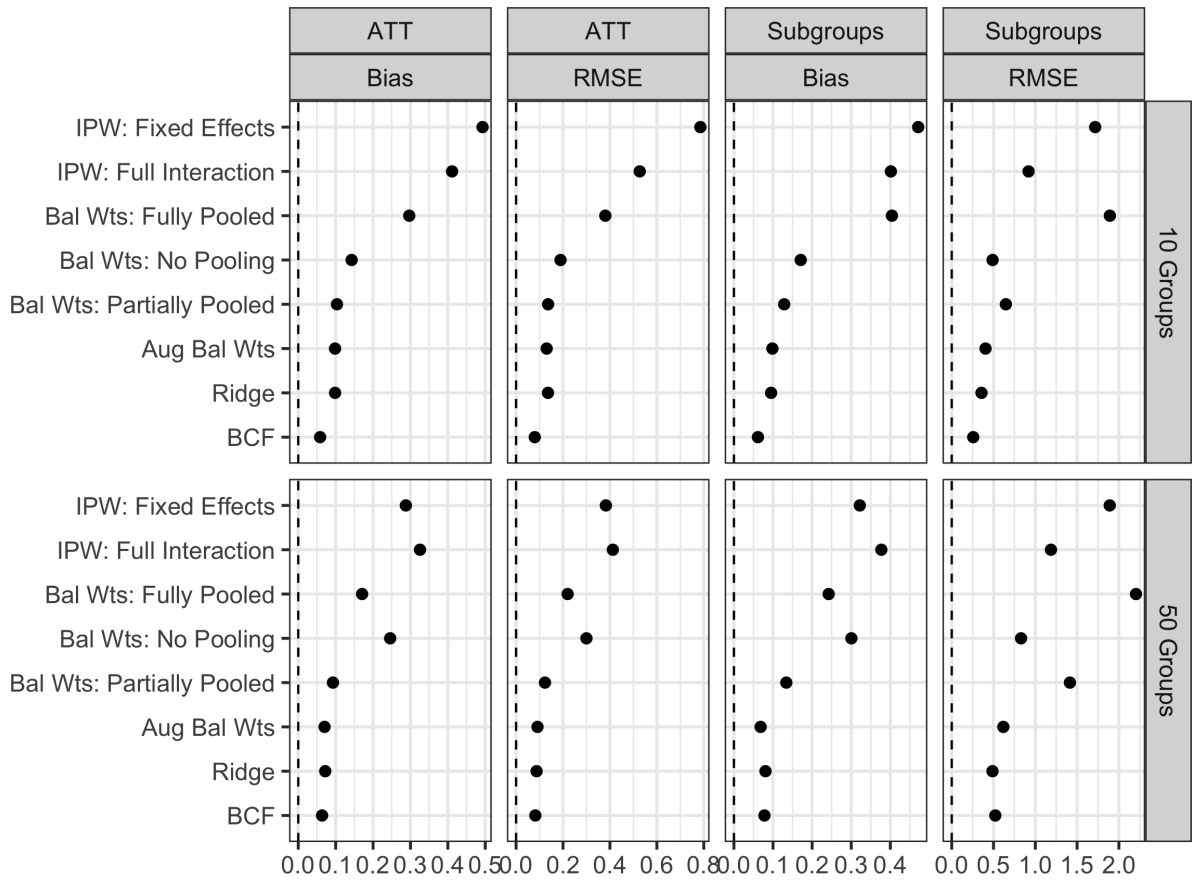 ATT ATT Subgroups Subgroups
Bias RMSE Bias RMSE
IPW: Fixed Effects
IPW: Full Interaction
Bal Wts: Fully Pooled
Bal Wts: No Pooling
Bal Wts: Partially Pooled
Aug Bal Wts
Ridge
BCF
10 Groups
IPW: Fixed Effects
IPW: Full Interaction
Bal Wts: Fully Pooled
Bal Wts: No Pooling
Bal Wts: Partially Pooled
Aug Bal Wts
Ridge
BCF
50 Groups
0.0 0.1 0.2 0.3 0.4 0.5 0.0 0.2 0.4 0.6 0.8 0.0 0.1 0.2 0.3 0.4 0.0 0.5 1.0 1.5 2.0